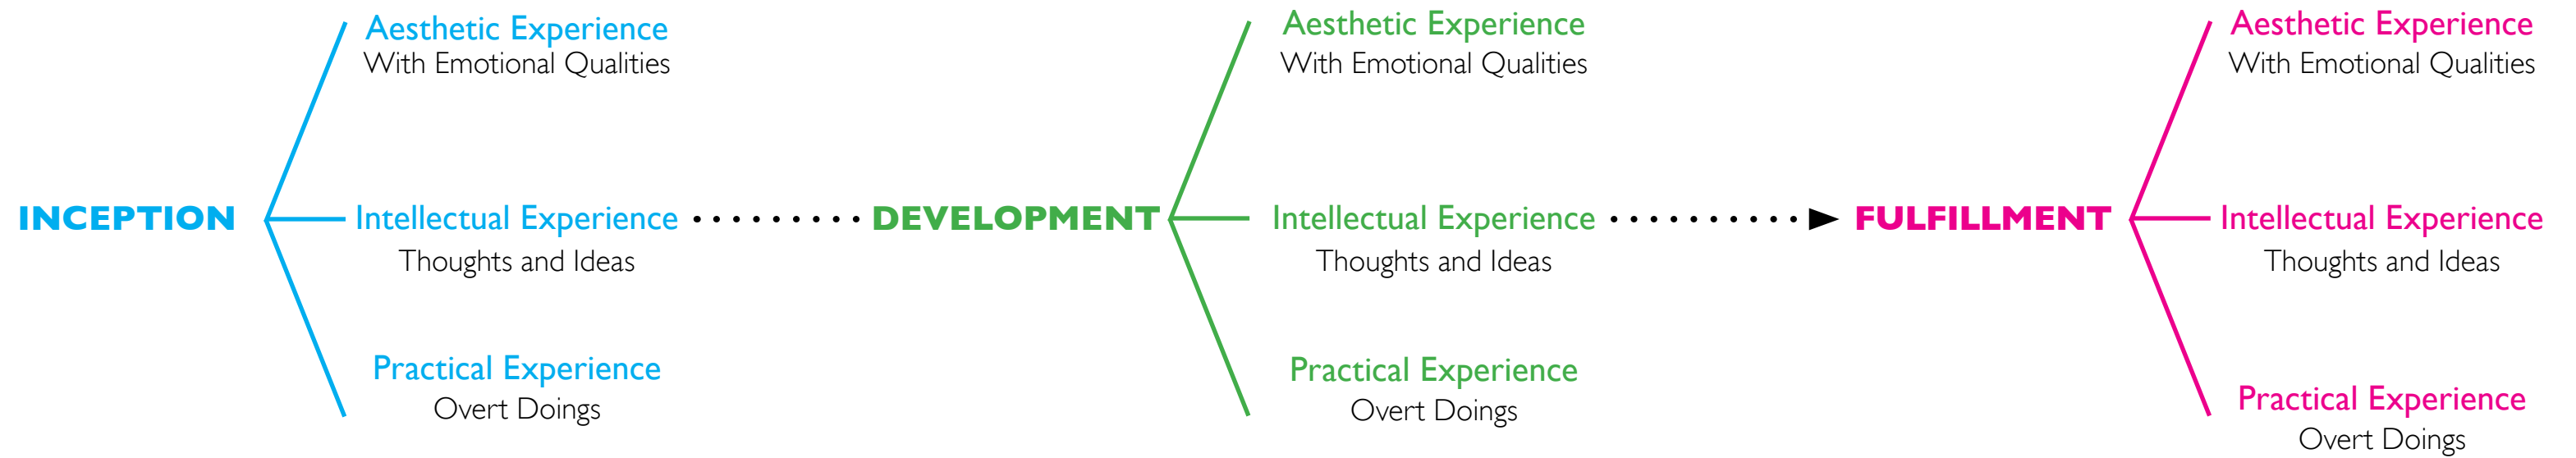 INCEPTION
Aesthetic Experience
With Emotional Qualities
Intellectual Experience
Thoughts and Ideas
Practical Experience
Overt Doings
DEVELOPMENT
Aesthetic Experience
With Emotional Qualities
Intellectual Experience
Thoughts and Ideas
Practical Experience
Overt Doings
FULFILLMENT
Aesthetic Experience
With Emotional Qualities
Intellectual Experience
Thoughts and Ideas
Practical Experience
Overt Doings